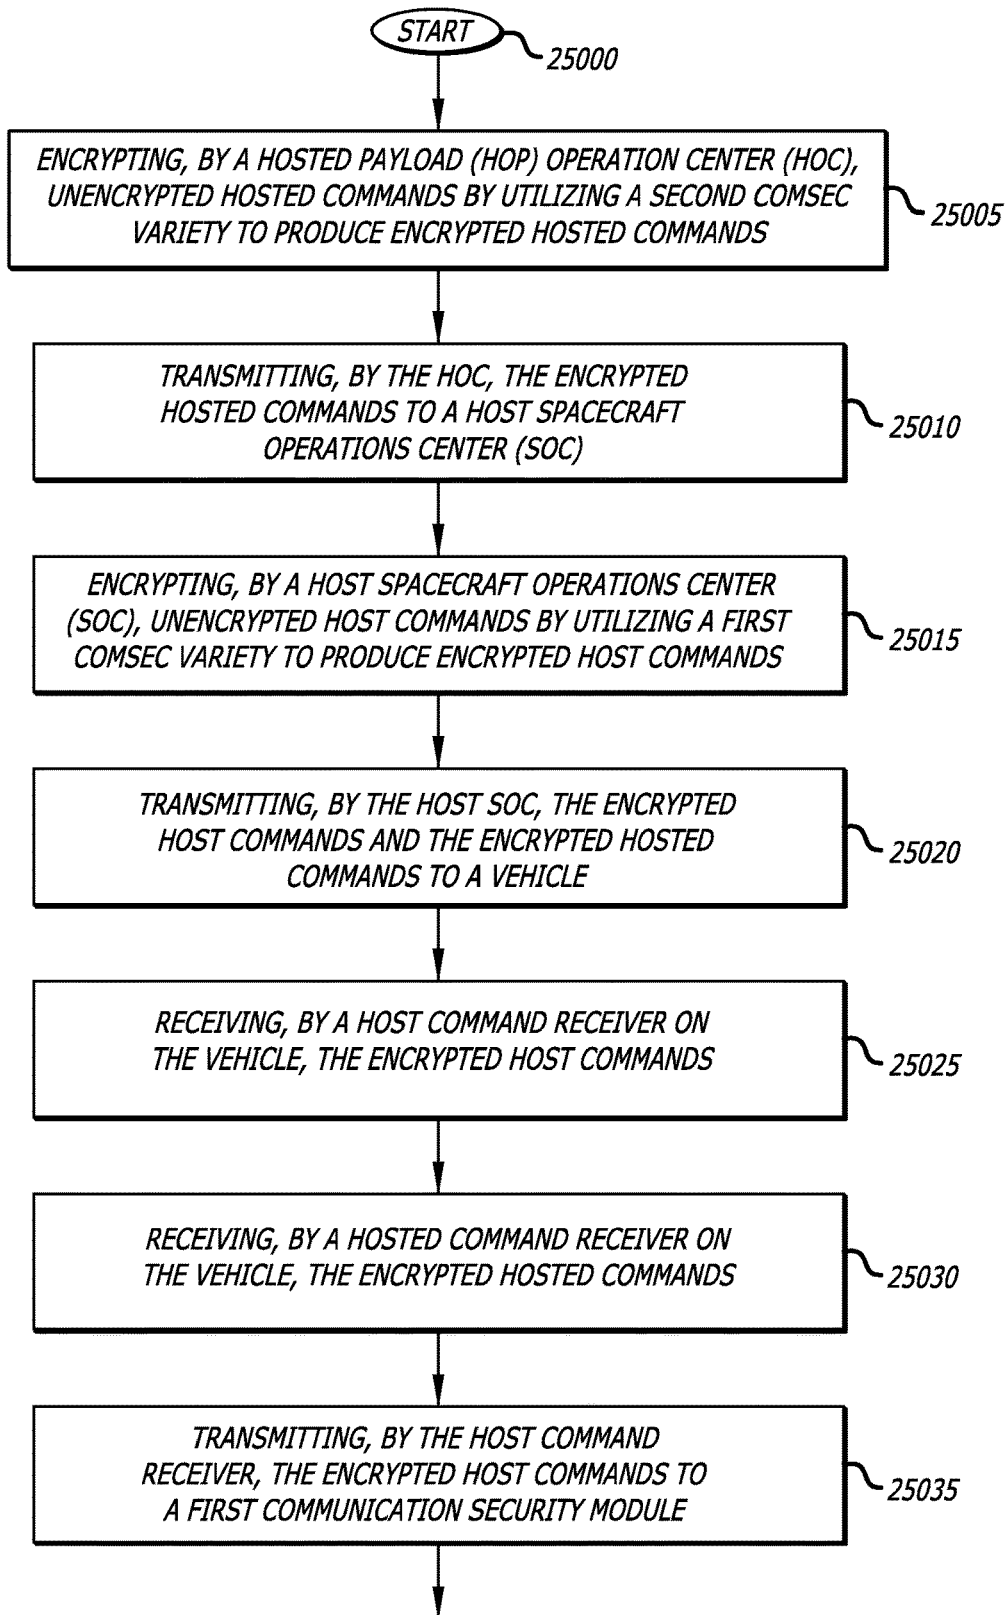 START
25000
ENCRYPTING, BY A HOSTED PAYLOAD (HOP) OPERATION CENTER (HOC),
UNENCRYPTED HOSTED COMMANDS BY UTILIZING A SECOND COMSEC
VARIETY TO PRODUCE ENCRYPTED HOSTED COMMANDS
25005
TRANSMITTING, BY THE HOC, THE ENCRYPTED
HOSTED COMMANDS TO A HOST SPACECRAFT
OPERATIONS CENTER (SOC)
25010
ENCRYPTING, BY A HOST SPACECRAFT OPERATIONS CENTER
(SOC), UNENCRYPTED HOST COMMANDS BY UTILIZING A FIRST
COMSEC VARIETY TO PRODUCE ENCRYPTED HOST COMMANDS
25015
TRANSMITTING, BY THE HOST SOC, THE ENCRYPTED
HOST COMMANDS AND THE ENCRYPTED HOSTED
COMMANDS TO A VEHICLE
25020
RECEIVING, BY A HOST COMMAND RECEIVER ON
THE VEHICLE, THE ENCRYPTED HOST COMMANDS
25025
RECEIVING, BY A HOSTED COMMAND RECEIVER ON
THE VEHICLE, THE ENCRYPTED HOSTED COMMANDS
25030
TRANSMITTING, BY THE HOST COMMAND
RECEIVER, THE ENCRYPTED HOST COMMANDS TO
A FIRST COMMUNICATION SECURITY MODULE
25035